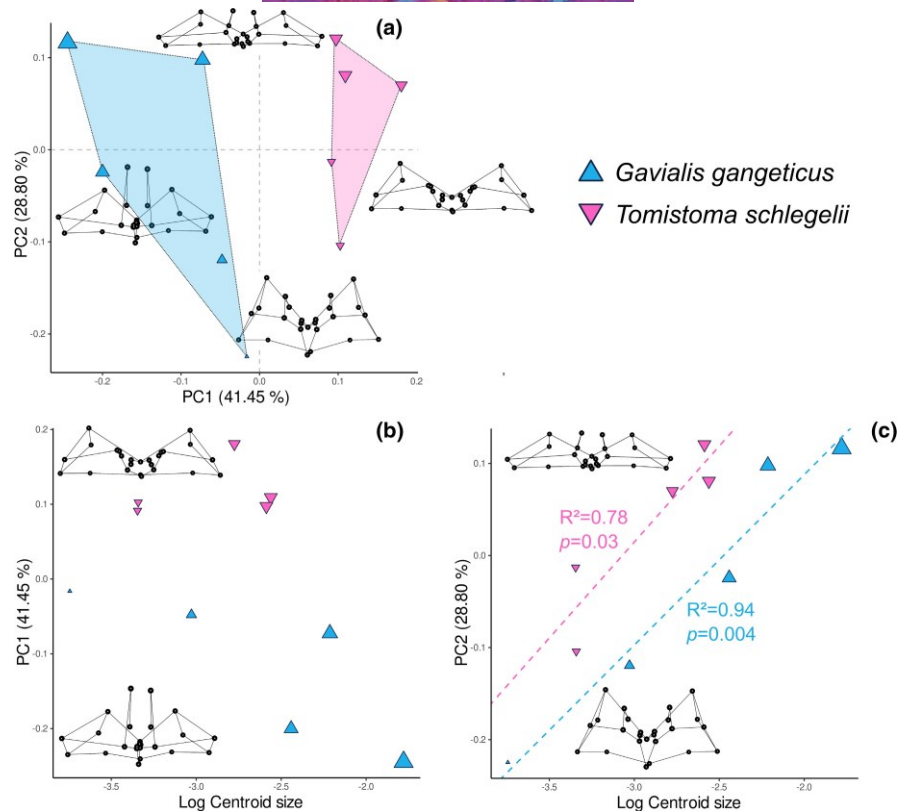 (a)
PC2 (28.80 %)
0.1
0.0
-0.1
-0.2
-0.2
-0.1
0.0
0.1
0.2
PC1 (41.45 %)
Gavialis gangeticus
Tomistoma schlegelii
(b)
PC1 (41.45 %)
0.2
0.1
0.0
-0.1
-0.2
-3.5
-3.0
-2.5
-2.0
Log Centroid size
(c)
PC2 (28.80 %)
0.1
0.0
-0.1
-0.2
R²=0.78
p=0.03
R²=0.94
p=0.004
-3.5
-3.0
-2.5
-2.0
Log Centroid size